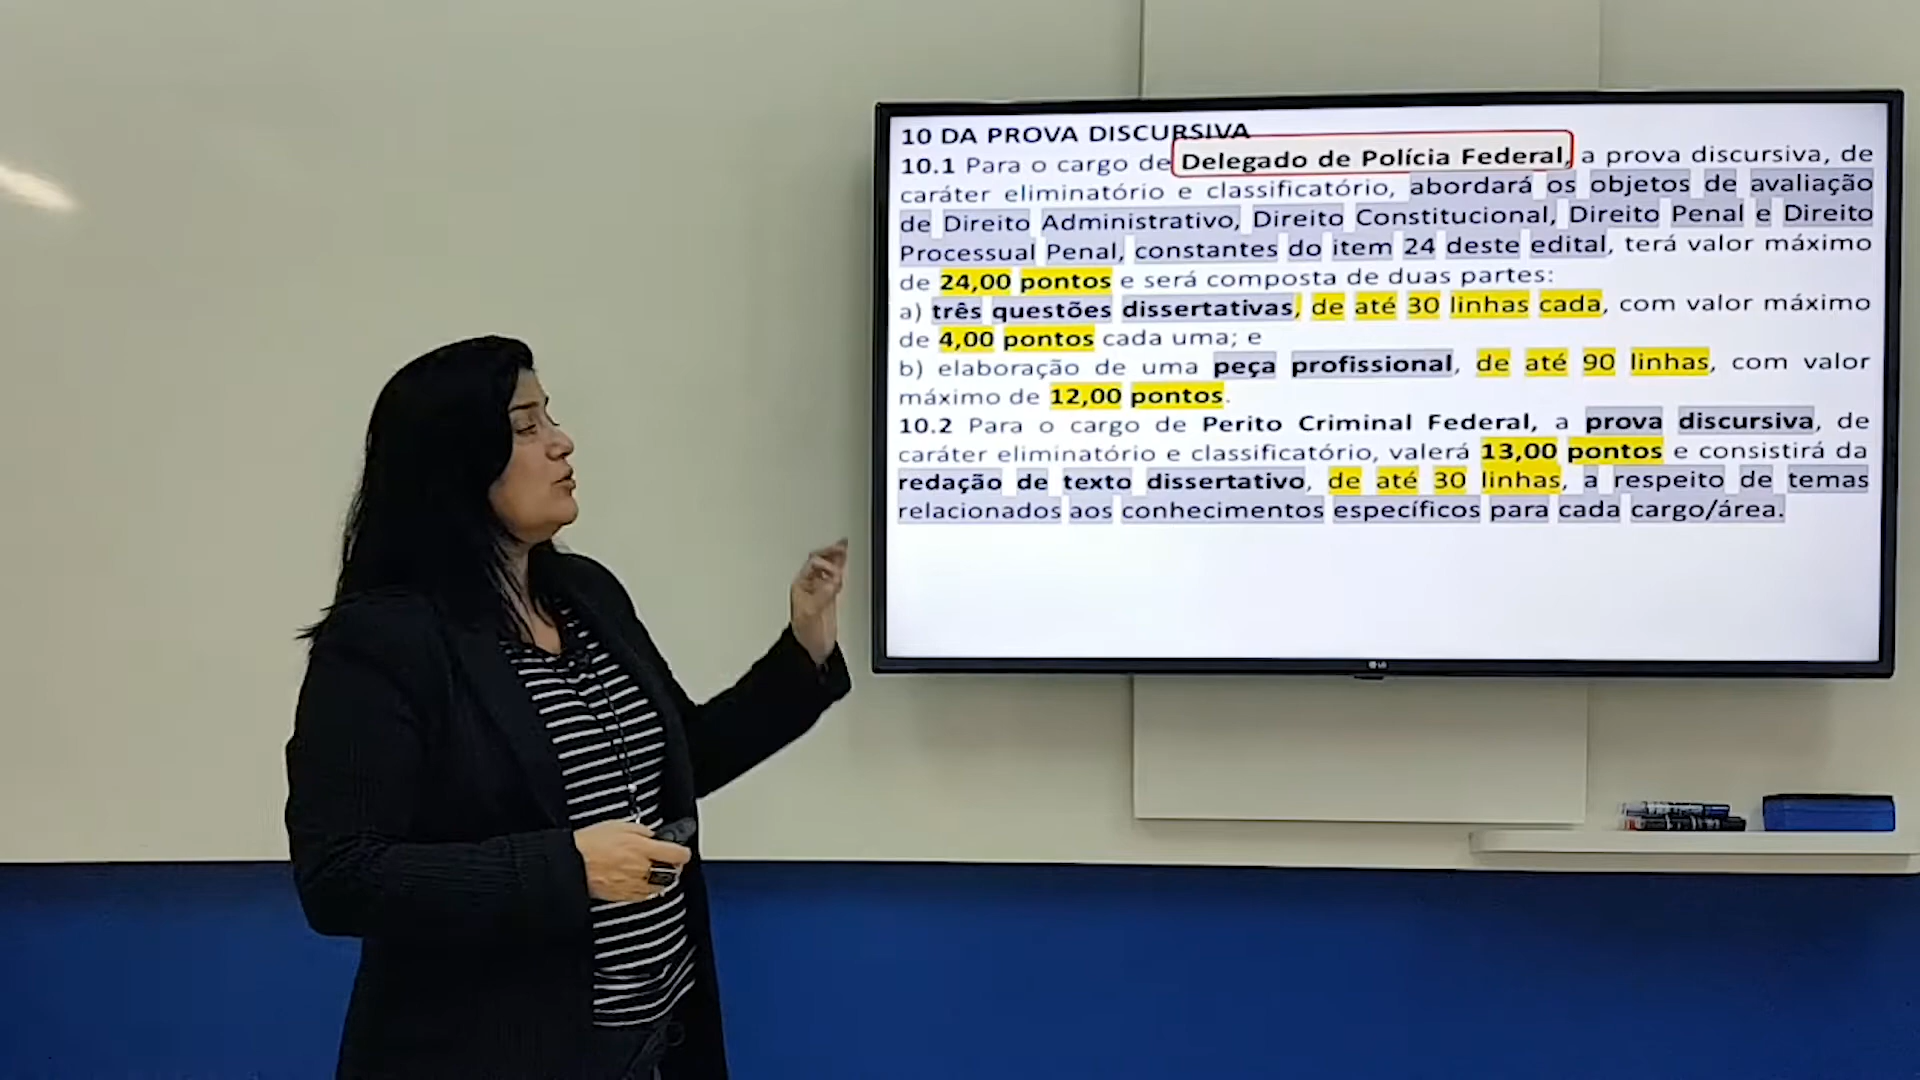 10 DA PROVA DISCURSIVA
10.1 Para o cargo de Delegado de Polícia Federal, a prova discursiva, de
caráter eliminatório e classificatório, abordará os objetos de avaliação
de Direito Administrativo, Direito Constitucional, Direito Penal e Direito
Processual Penal, constantes do item 24 deste edital, terá valor máximo
de 24,00 pontos e será composta de duas partes:
a) três questões dissertativas, de até 30 linhas cada, com valor máximo
de 4,00 pontos cada uma; e
b) elaboração de uma peça profissional, de até 90 linhas, com valor
máximo de 12,00 pontos.
10.2 Para o cargo de Perito Criminal Federal, a prova discursiva, de
caráter eliminatório e classificatório, valerá 13,00 pontos e consistirá da
redação de texto dissertativo, de até 30 linhas, a respeito de temas
relacionados aos conhecimentos específicos para cada cargo/área.
LG